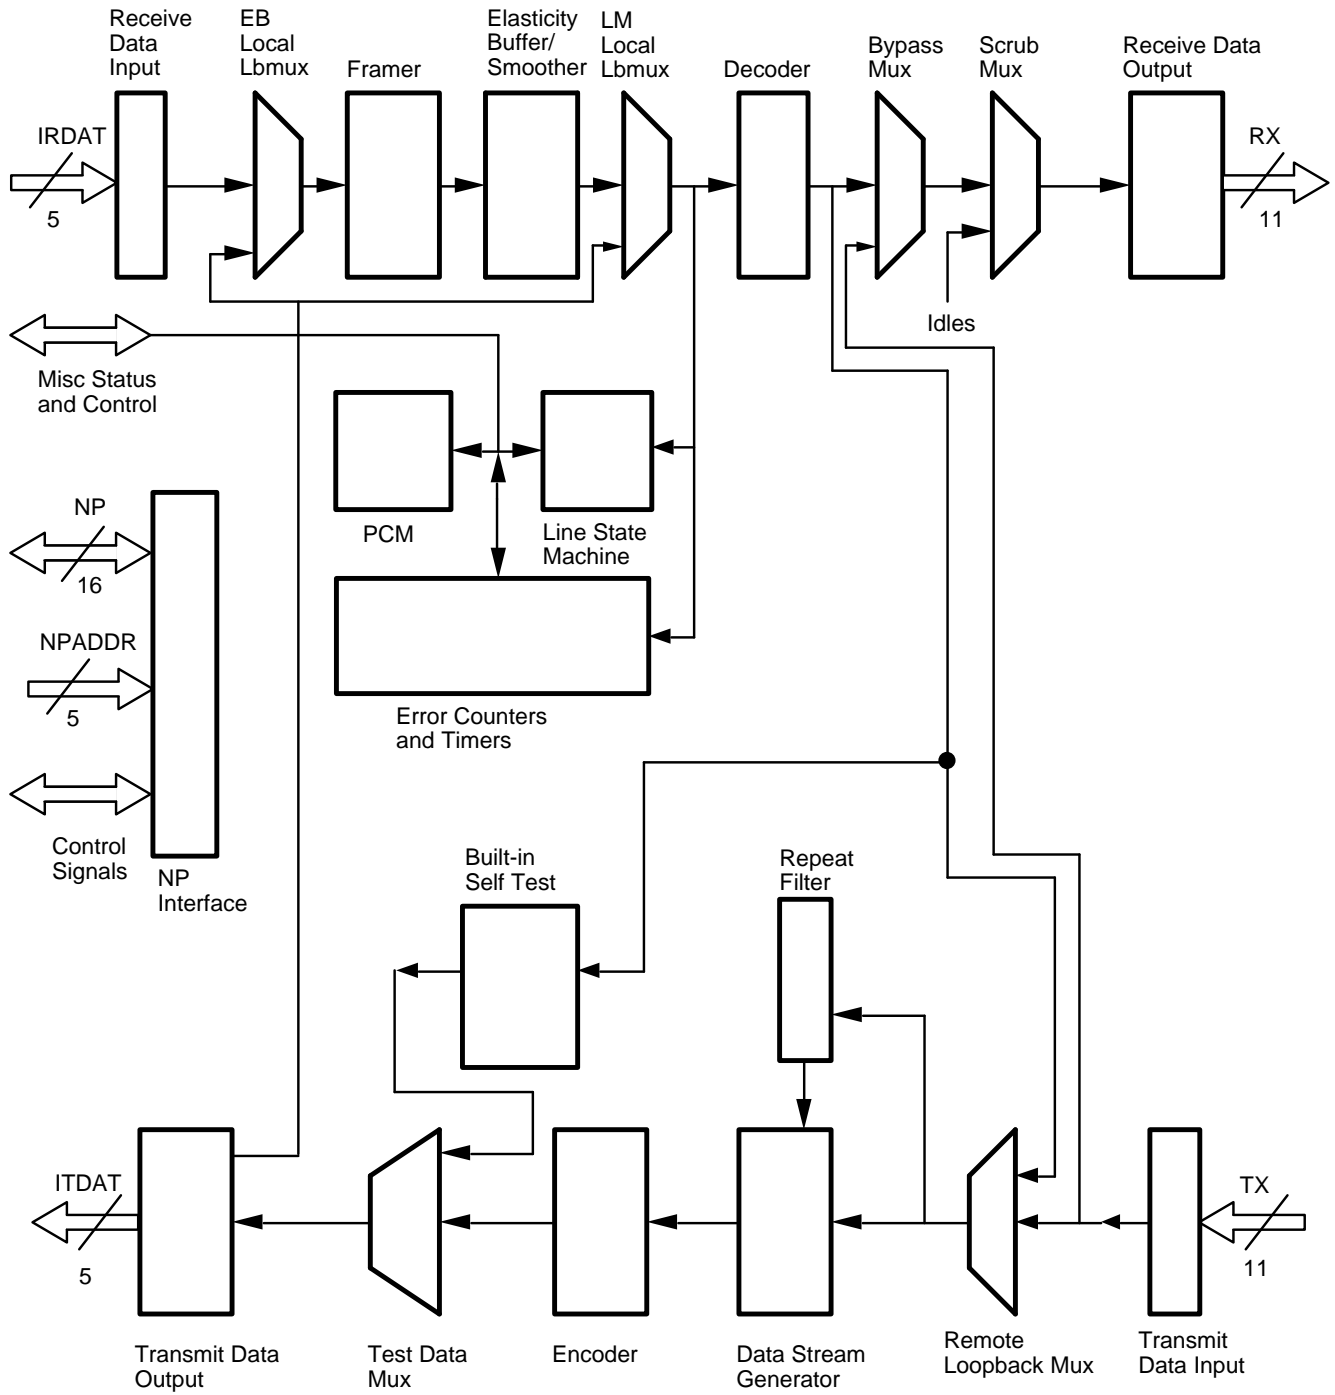 Receive
Data
Input
EB
Local
Lbmux
Framer
Elasticity
Buffer/
Smoother
LM
Local
Lbmux
Decoder
Bypass
Mux
Scrub
Mux
Receive Data
Output
IRDAT
5
RX
11
Idles
Misc Status
and Control
PCM
Line State
Machine
NP
16
NPADDR
5
Error Counters
and Timers
Control
Signals
NP
Interface
Built-in
Self Test
Repeat
Filter
ITDAT
5
TX
11
Transmit Data
Output
Test Data
Mux
Encoder
Data Stream
Generator
Remote
Loopback Mux
Transmit
Data Input